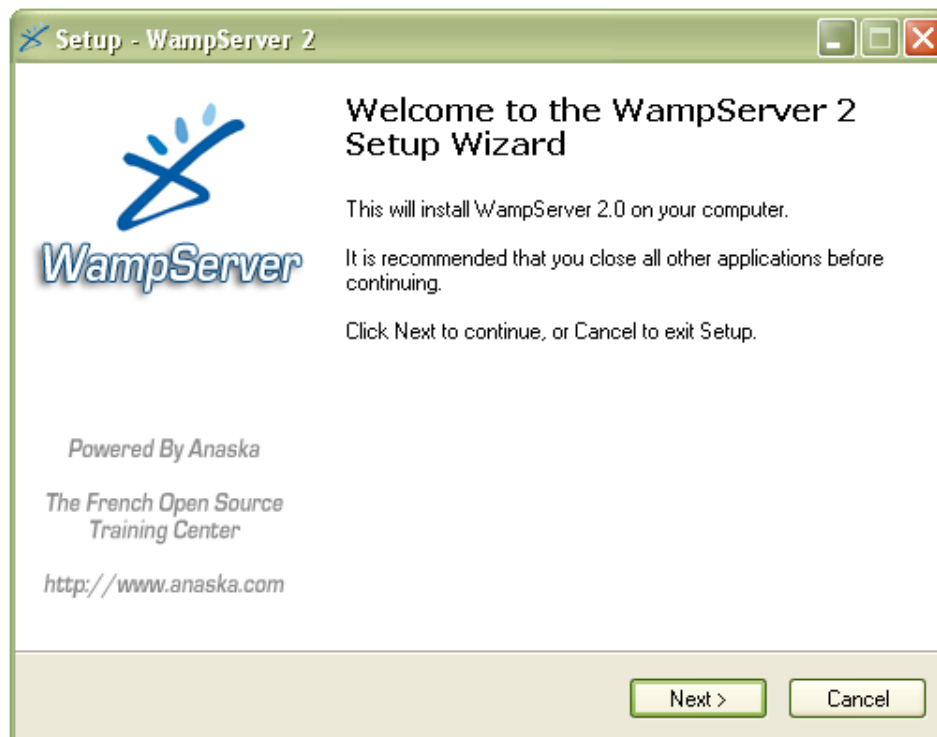 Setup - WampServer 2
Welcome to the WampServer 2
Setup Wizard
This will install WampServer 2.0 on your computer.
It is recommended that you close all other applications before
continuing.
Click Next to continue, or Cancel to exit Setup.
WampServer
Powered By Anaska
The French Open Source
Training Center
http://www.anaska.com
Next >
Cancel